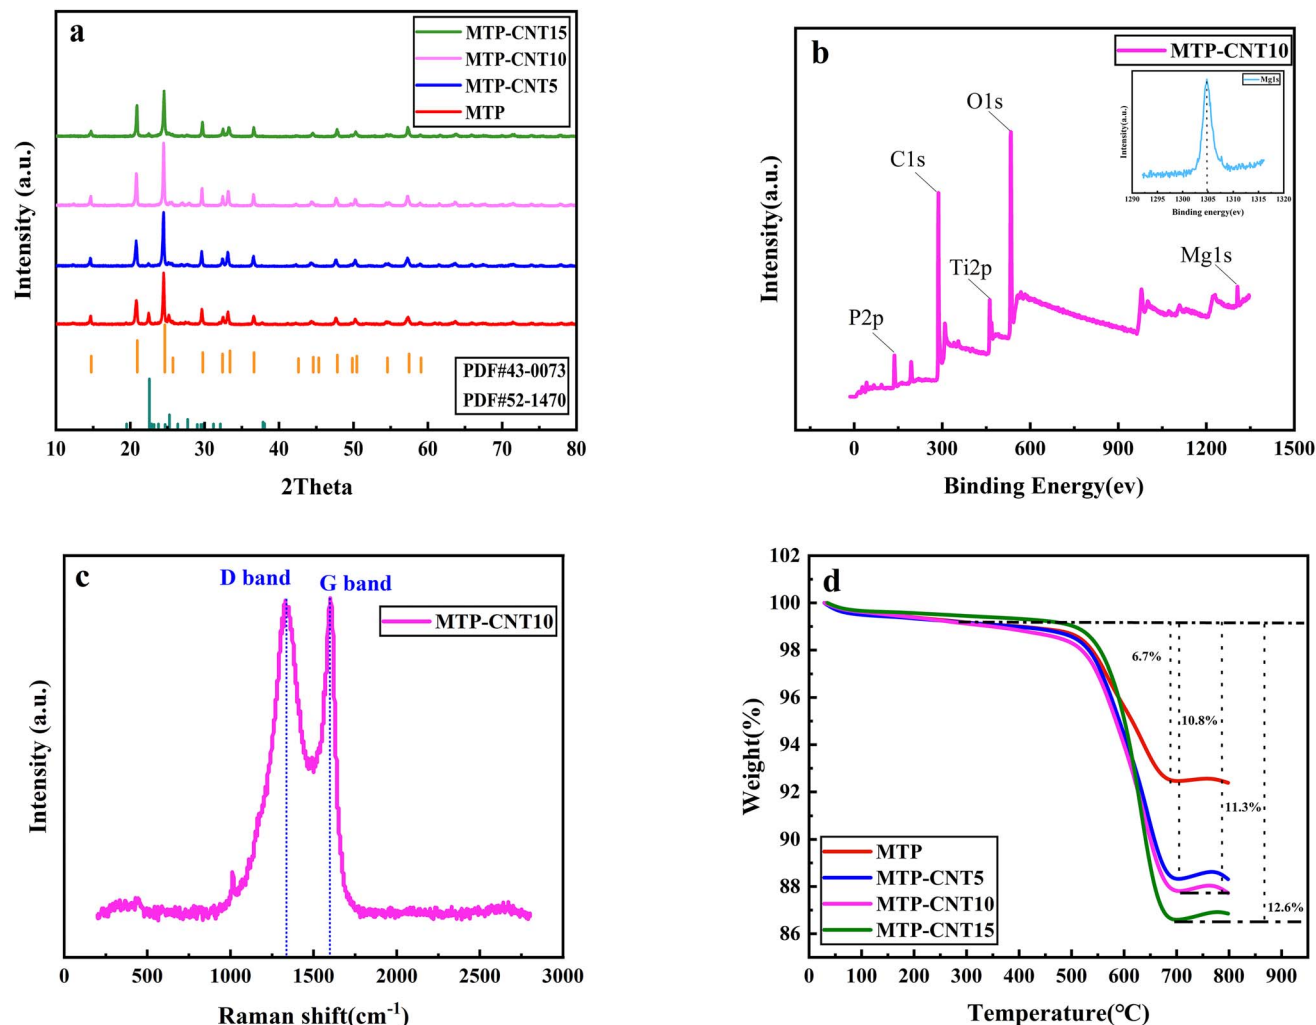 a
MTP-CNT15
MTP-CNT10
MTP-CNT5
MTP
Intensity (a.u.)
PDF#43-0073
PDF#52-1470
10 20 30 40 50 60 70 80
2Theta
b
MTP-CNT10
Mg1s
Intensity(a.u.)
1290 1295 1300 1305 1310 1315 1320
Binding energy(ev)
O1s
C1s
Ti2p
Mg1s
P2p
Intensity(a.u.)
0 300 600 900 1200 1500
Binding Energy(ev)
c
D band
G band
MTP-CNT10
Intensity (a.u.)
0 500 1000 1500 2000 2500 3000
Raman shift(cm⁻¹)
d
102
100
98
96
94
92
90
88
86
Weight(%)
6.7%
10.8%
11.3%
12.6%
MTP
MTP-CNT5
MTP-CNT10
MTP-CNT15
0 100 200 300 400 500 600 700 800 900
Temperature(℃)